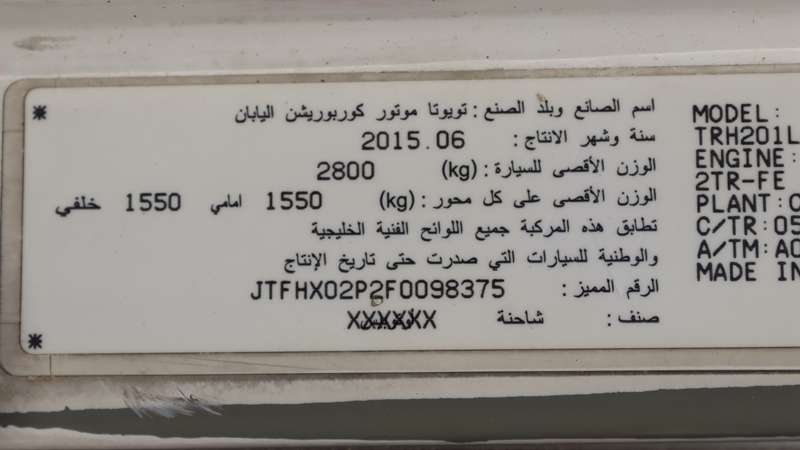 اسم الصانع وبلد الصنع : تويوتا موتور كوربوريشن اليابان
سنة وشهر الانتاج : 2015.06
الوزن الأقصى للسيارة : (kg) 2800
الوزن الأقصى على كل محور : (kg) 1550 امامي 1550 خلفي
تطابق هذه المركبة جميع اللوائح الفنية الخليجية
والوطنية للسيارات التي صدرت حتى تاريخ الإنتاج
الرقم المميز : JTFHX02P2F0098375
صنف : شاحنة XXXXXX
MODEL :
TRH201L
ENGINE :
2TR-FE
PLANT : C
C/TR : 05
A/TM : A0
MADE IN